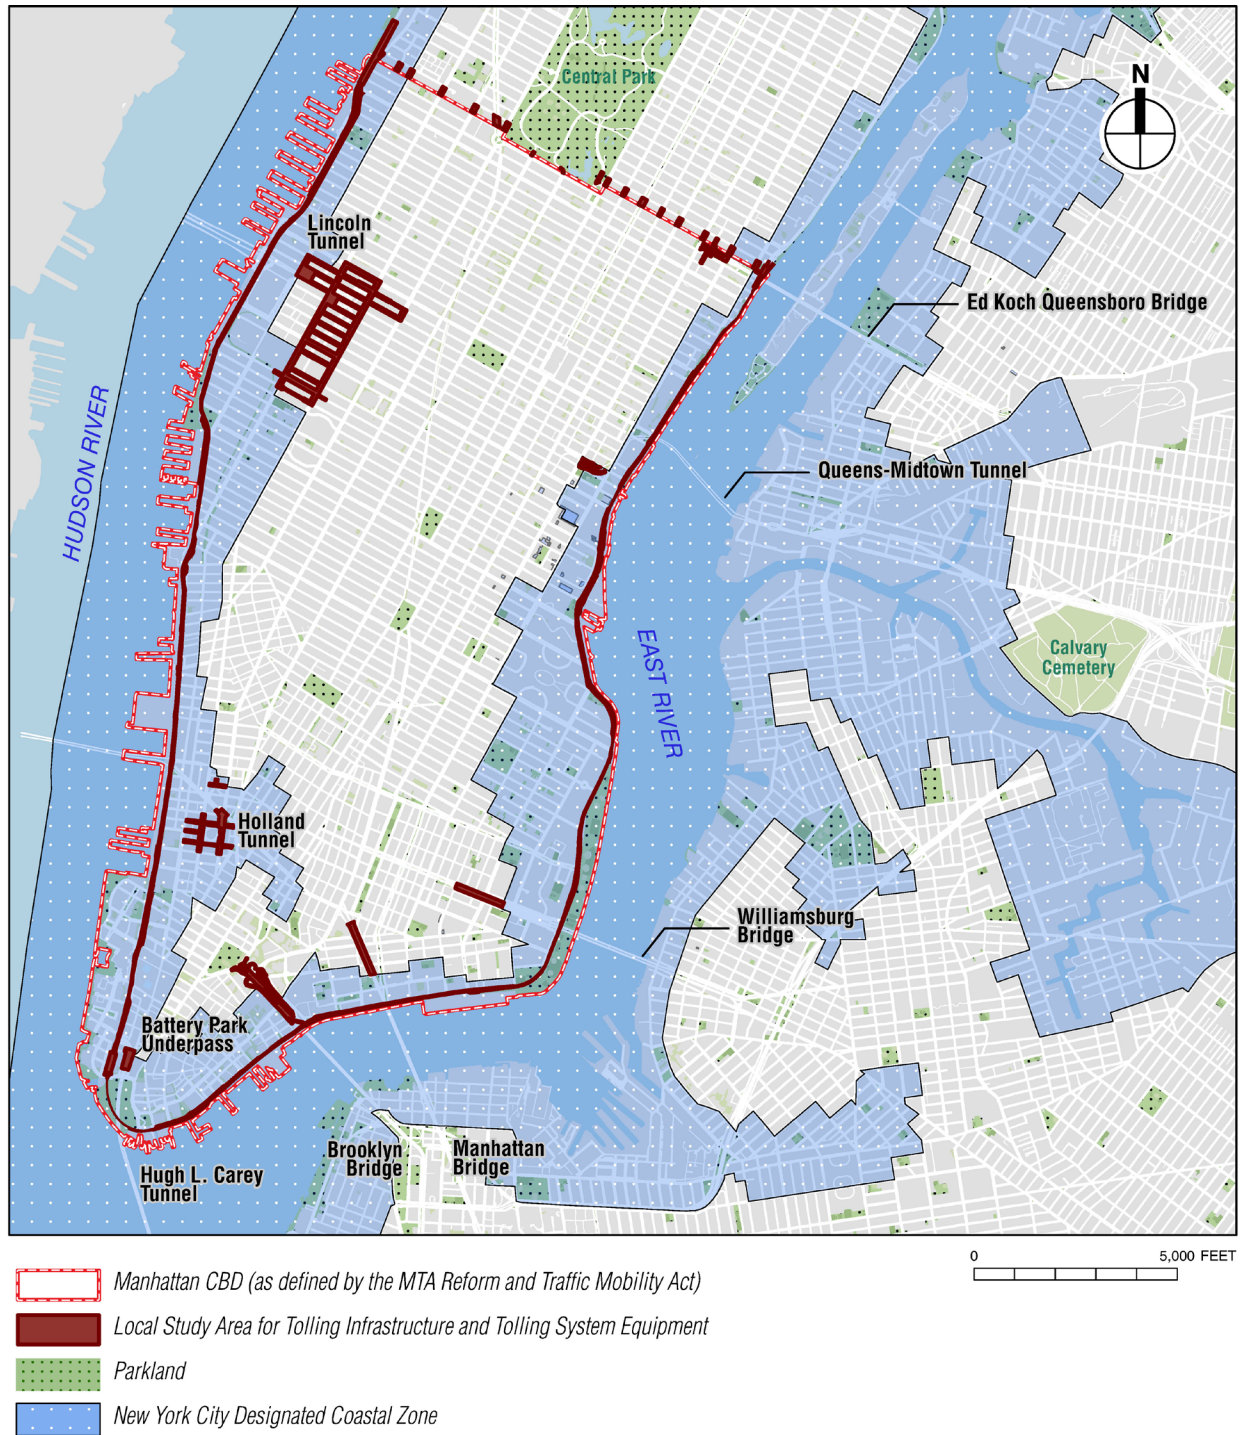 Central Park
N
Lincoln
Tunnel
Ed Koch Queensboro Bridge
HUDSON RIVER
Queens-Midtown Tunnel
EAST RIVER
Calvary
Cemetery
Holland
Tunnel
Williamsburg
Bridge
Battery Park
Underpass
Brooklyn
Bridge
Manhattan
Bridge
Hugh L. Carey
Tunnel
0 5,000 FEET
Manhattan CBD (as defined by the MTA Reform and Traffic Mobility Act)
Local Study Area for Tolling Infrastructure and Tolling System Equipment
Parkland
New York City Designated Coastal Zone